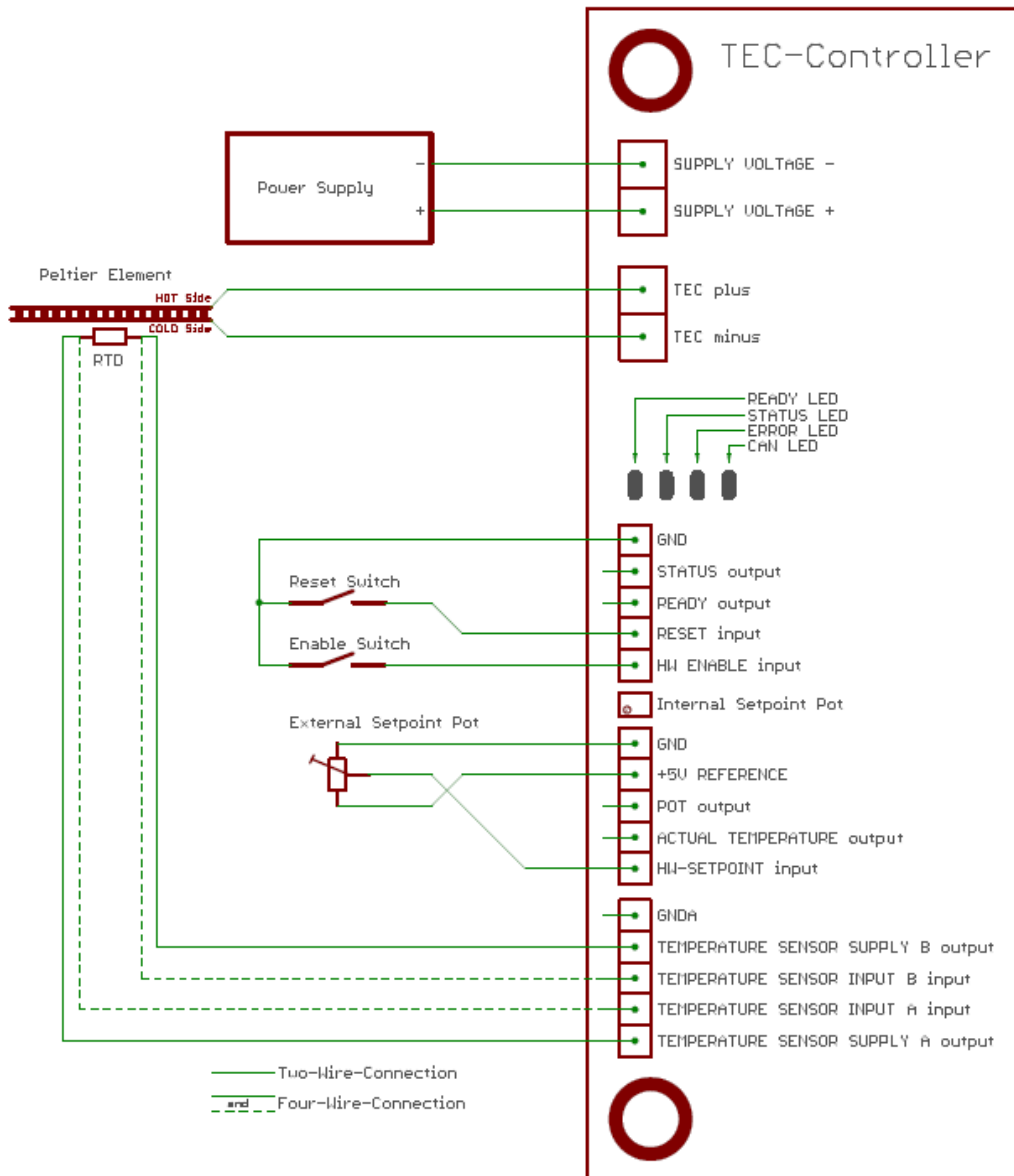 TEC-Controller
SUPPLY VOLTAGE -
SUPPLY VOLTAGE +
-
Power Supply
+
Peltier Element
HOT Side
COLD Side
RTD
TEC plus
TEC minus
READY LED
STATUS LED
ERROR LED
CAN LED
GND
STATUS output
Reset Switch
READY output
RESET input
Enable Switch
HW ENABLE input
Internal Setpoint Pot
External Setpoint Pot
GND
+5V REFERENCE
POT output
ACTUAL TEMPERATURE output
HW-SETPOINT input
GNDA
TEMPERATURE SENSOR SUPPLY B output
TEMPERATURE SENSOR INPUT B input
TEMPERATURE SENSOR INPUT A input
TEMPERATURE SENSOR SUPPLY A output
Two-Wire-Connection
and Four-Wire-Connection